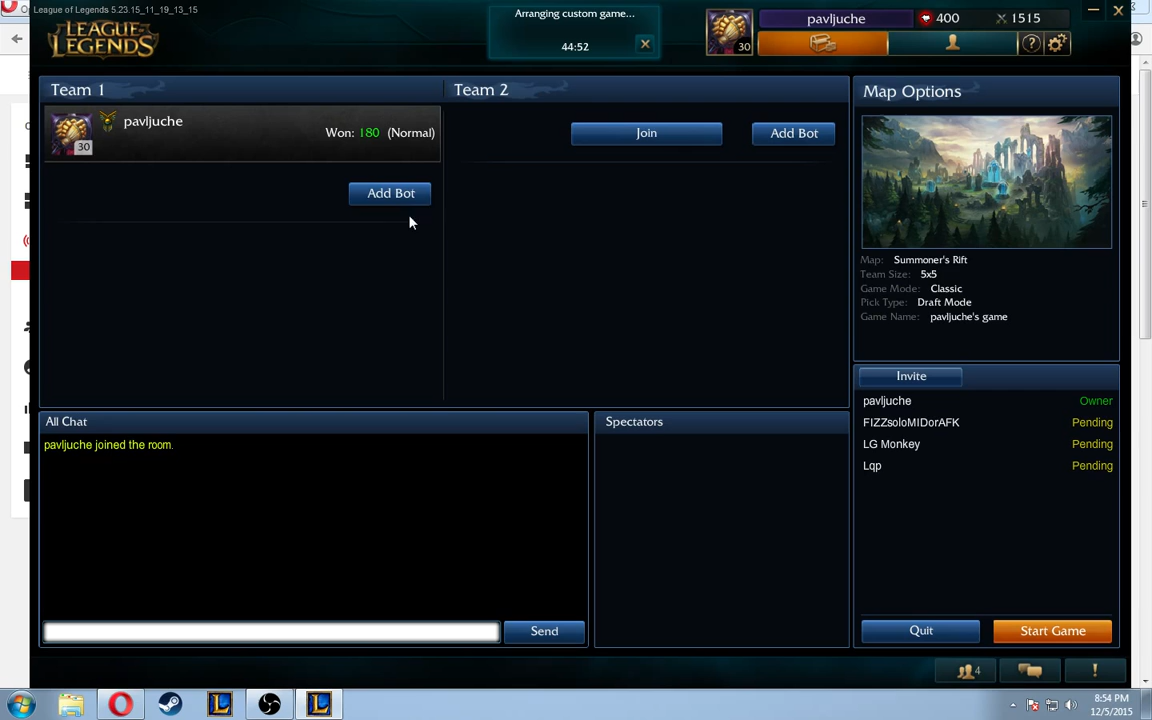 League of Legends 5.23.15_11_19_13_15
LEAGUE OF LEGENDS
Arranging custom game...
44:52
30
pavljuche
400
1515
Team 1
Team 2
Map Options
pavljuche
30
Won: 180 (Normal)
Join
Add Bot
Add Bot
Map: Summoner's Rift
Team Size: 5x5
Game Mode: Classic
Pick Type: Draft Mode
Game Name: pavljuche's game
Invite
pavljuche Owner
FIZZsoloMIDorAFK Pending
LG Monkey Pending
Lqp Pending
All Chat
Spectators
pavljuche joined the room.
Send
Quit
Start Game
4
8:54 PM
12/5/2015